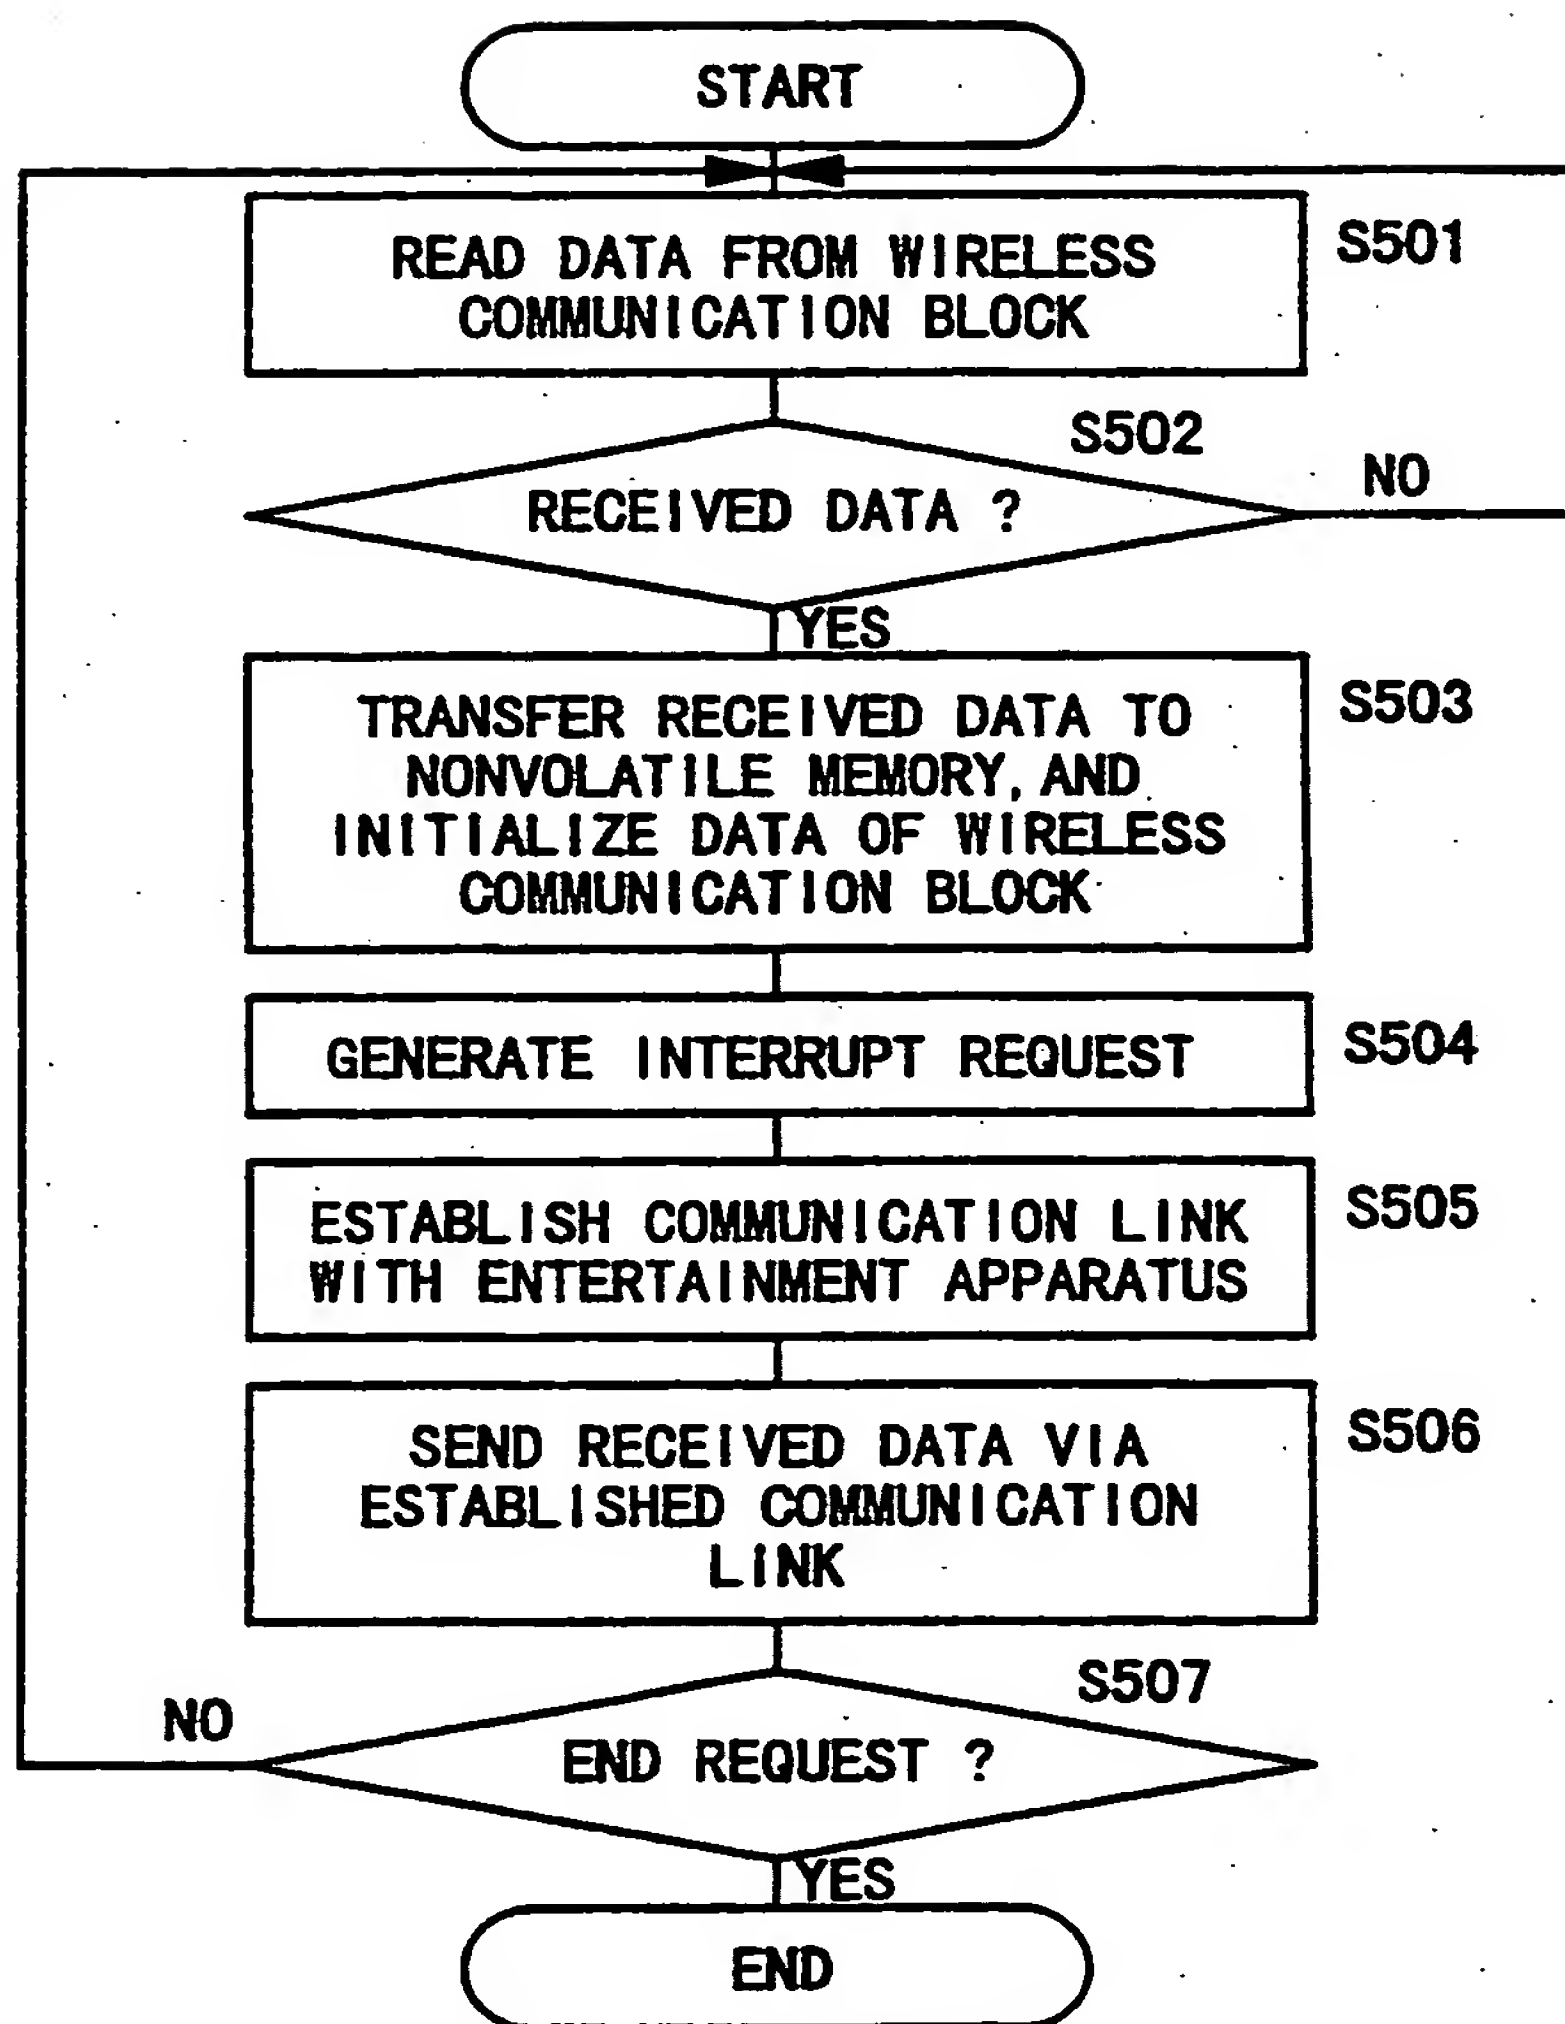 START
READ DATA FROM WIRELESS
COMMUNICATION BLOCK
S501
S502
RECEIVED DATA ?
NO
YES
TRANSFER RECEIVED DATA TO
NONVOLATILE MEMORY, AND
INITIALIZE DATA OF WIRELESS
COMMUNICATION BLOCK
S503
GENERATE INTERRUPT REQUEST
S504
ESTABLISH COMMUNICATION LINK
WITH ENTERTAINMENT APPARATUS
S505
SEND RECEIVED DATA VIA
ESTABLISHED COMMUNICATION
LINK
S506
S507
NO
END REQUEST ?
YES
END